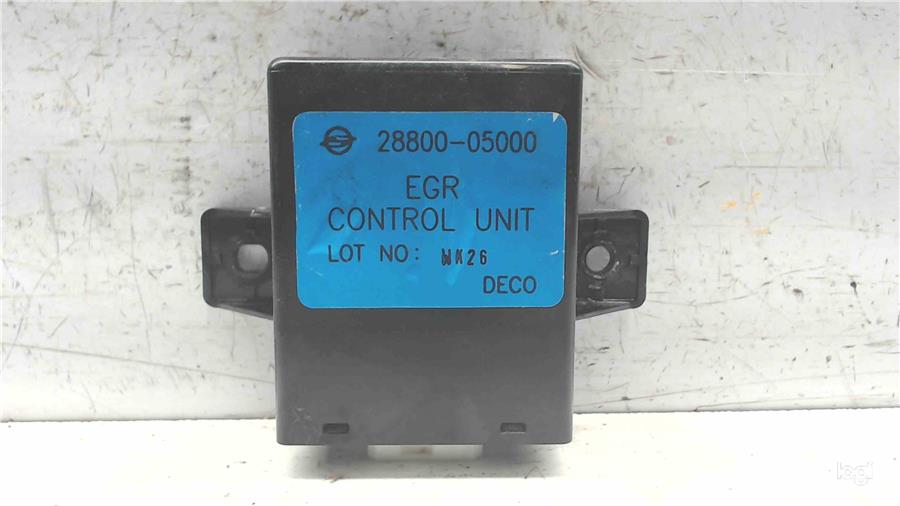 28800-05000
EGR
CONTROL UNIT
LOT NO: WK26
DECO